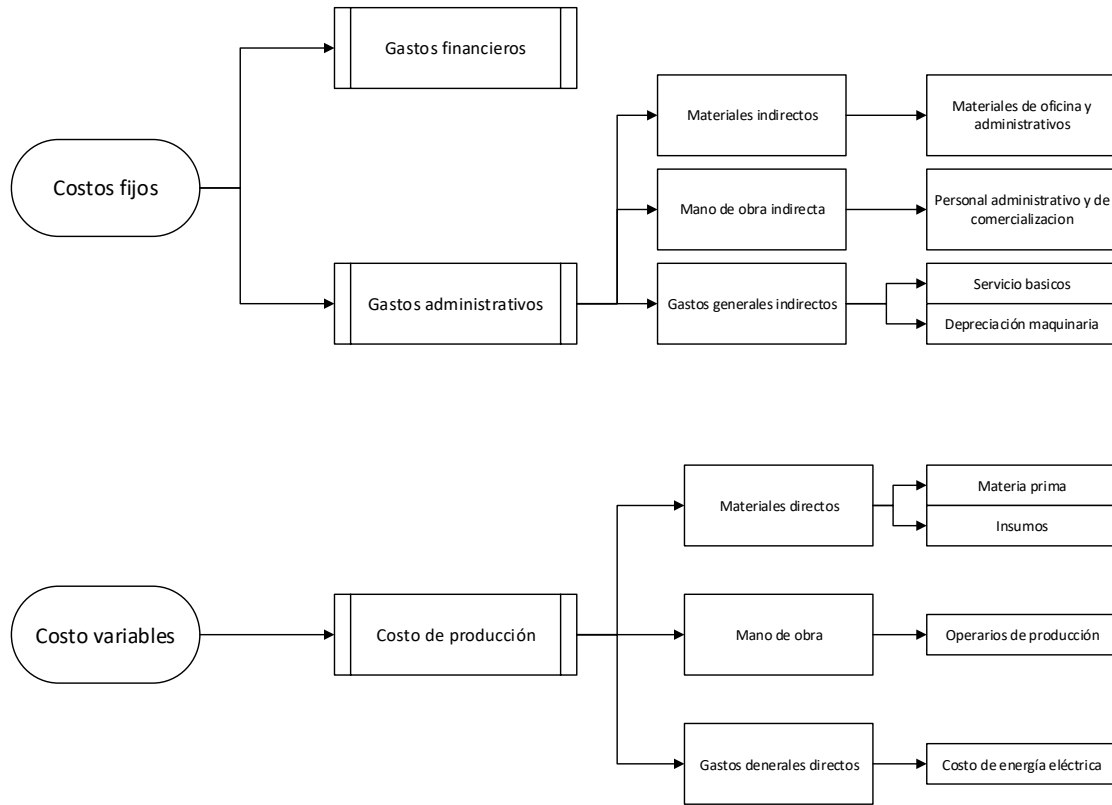 Gastos financieros
Materiales indirectos
Materiales de oficina y
administrativos
Costos fijos
Mano de obra indirecta
Personal administrativo y de
comercializacion
Gastos administrativos
Gastos generales indirectos
Servicio basicos
Depreciación maquinaria
Materiales directos
Materia prima
Insumos
Costo variables
Costo de producción
Mano de obra
Operarios de producción
Gastos denerales directos
Costo de energía eléctrica